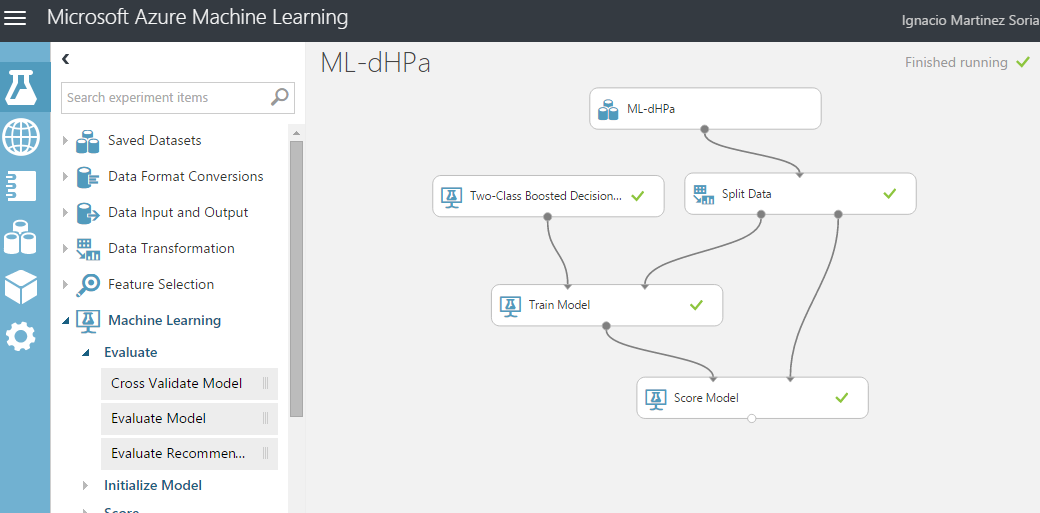 Microsoft Azure Machine Learning
Ignacio Martinez Soria
Search experiment items
Saved Datasets
Data Format Conversions
Data Input and Output
Data Transformation
Feature Selection
Machine Learning
Evaluate
Cross Validate Model
Evaluate Model
Evaluate Recommen...
Initialize Model
Score
ML-dHPa
Finished running
ML-dHPa
Two-Class Boosted Decision...
Split Data
Train Model
Score Model